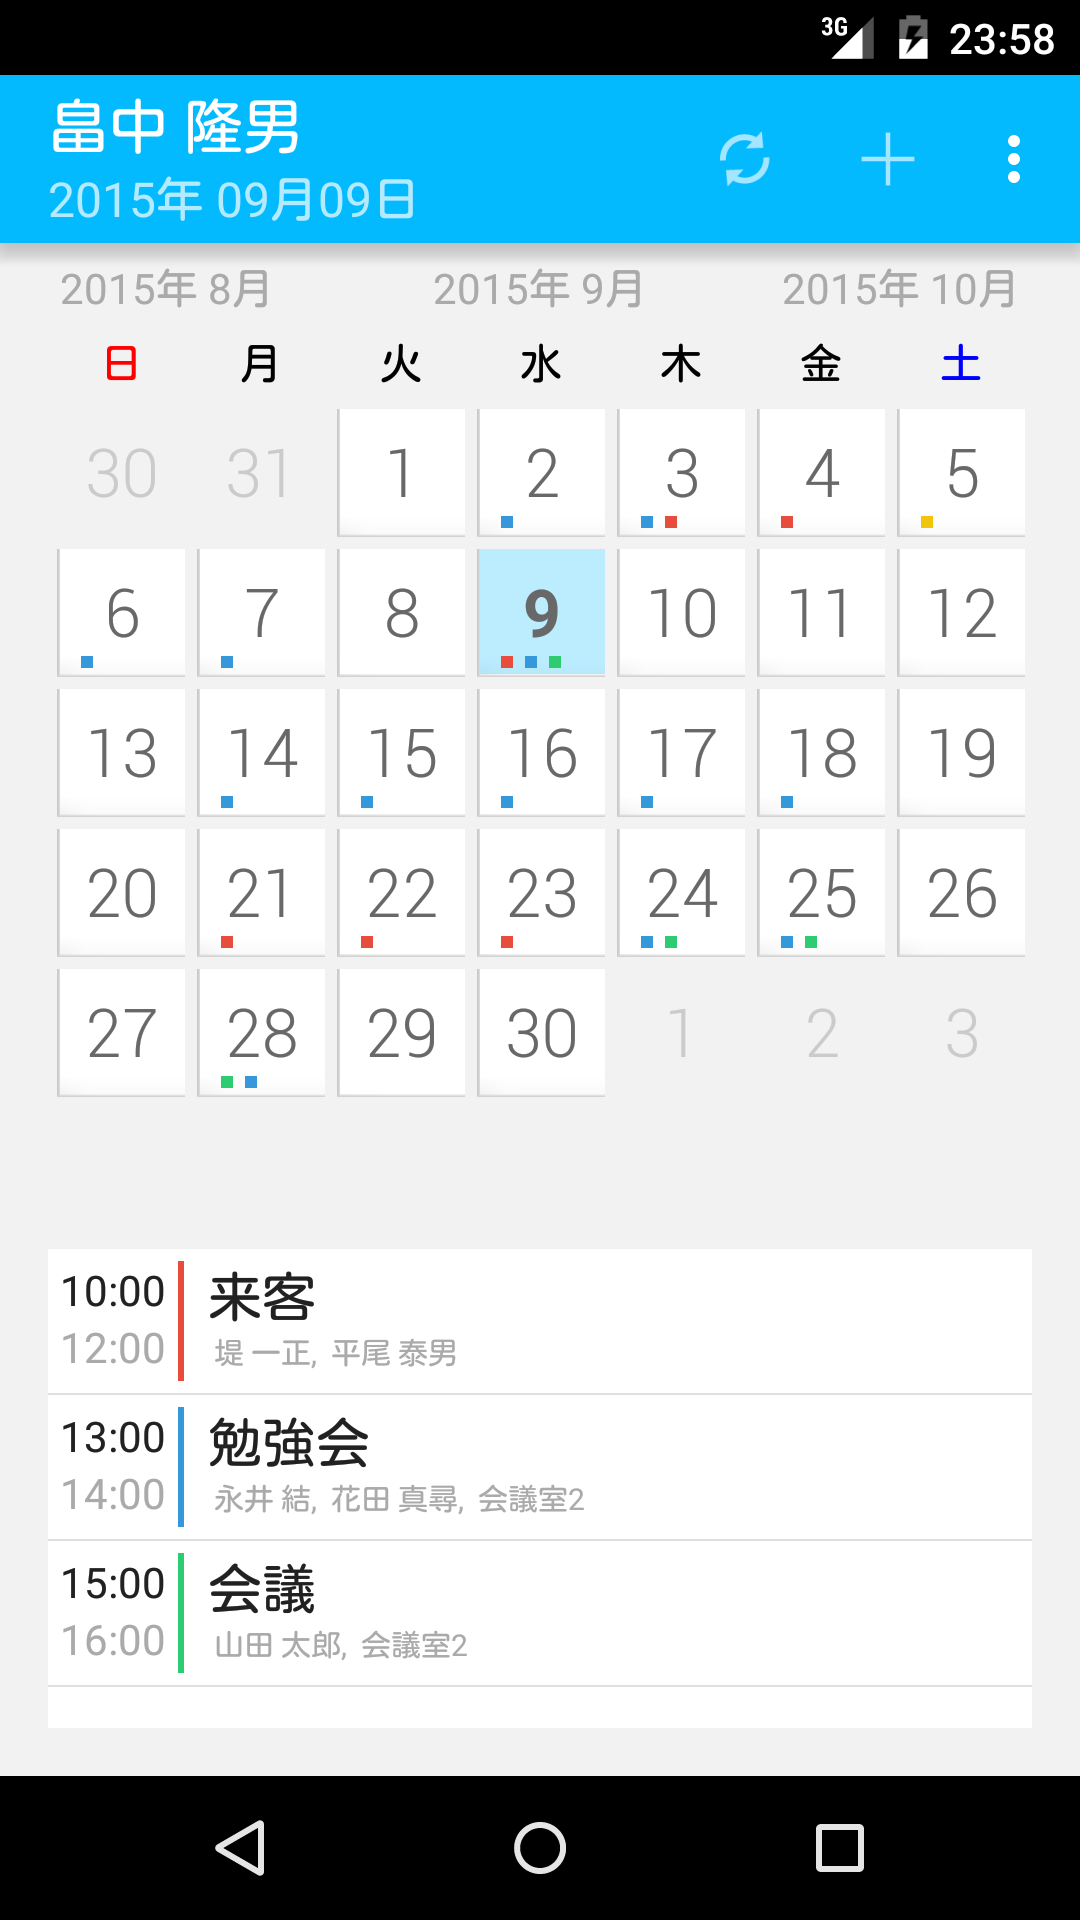 3G 23:58
畠中 隆男
2015年 09月09日
2015年 8月 2015年 9月 2015年 10月
日 月 火 水 木 金 土
30 31 1 2 3 4 5
6 7 8 9 10 11 12
13 14 15 16 17 18 19
20 21 22 23 24 25 26
27 28 29 30 1 2 3
10:00 来客
12:00 堤 一正, 平尾 泰男
13:00 勉強会
14:00 永井 結, 花田 真尋, 会議室2
15:00 会議
16:00 山田 太郎, 会議室2